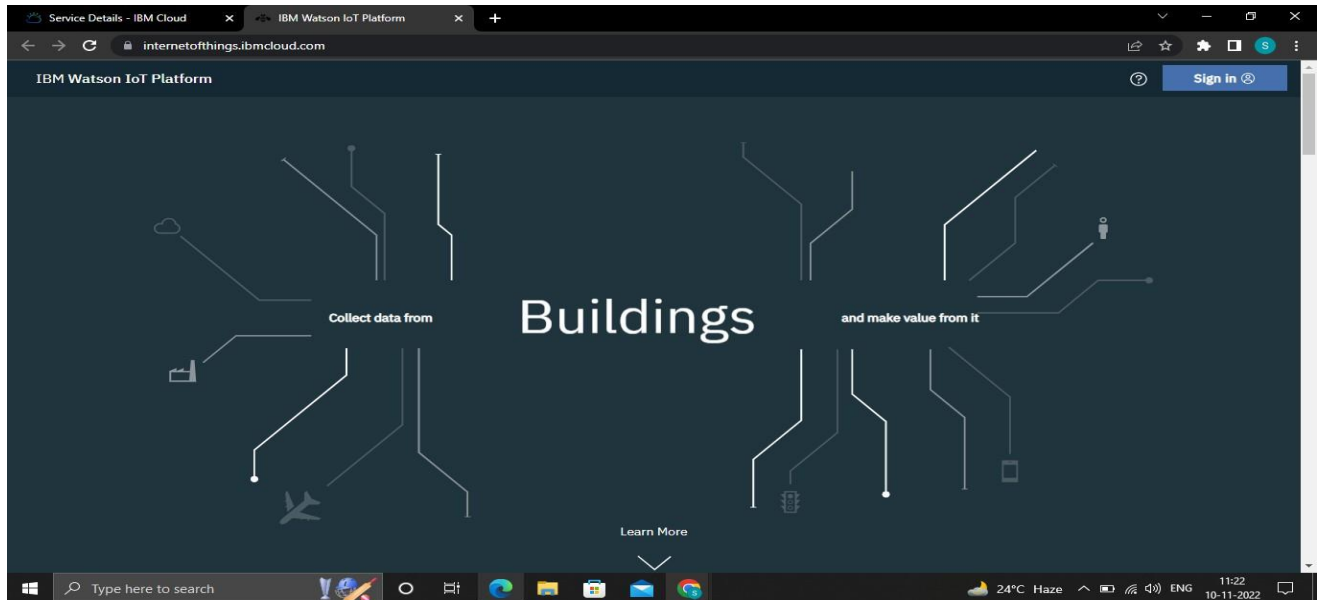 Service Details - IBM Cloud
IBM Watson IoT Platform
internetofthings.ibmcloud.com
S
IBM Watson IoT Platform
Sign in
Collect data from
Buildings
and make value from it
Learn More
Type here to search
24°C Haze
ENG
11:22
10-11-2022